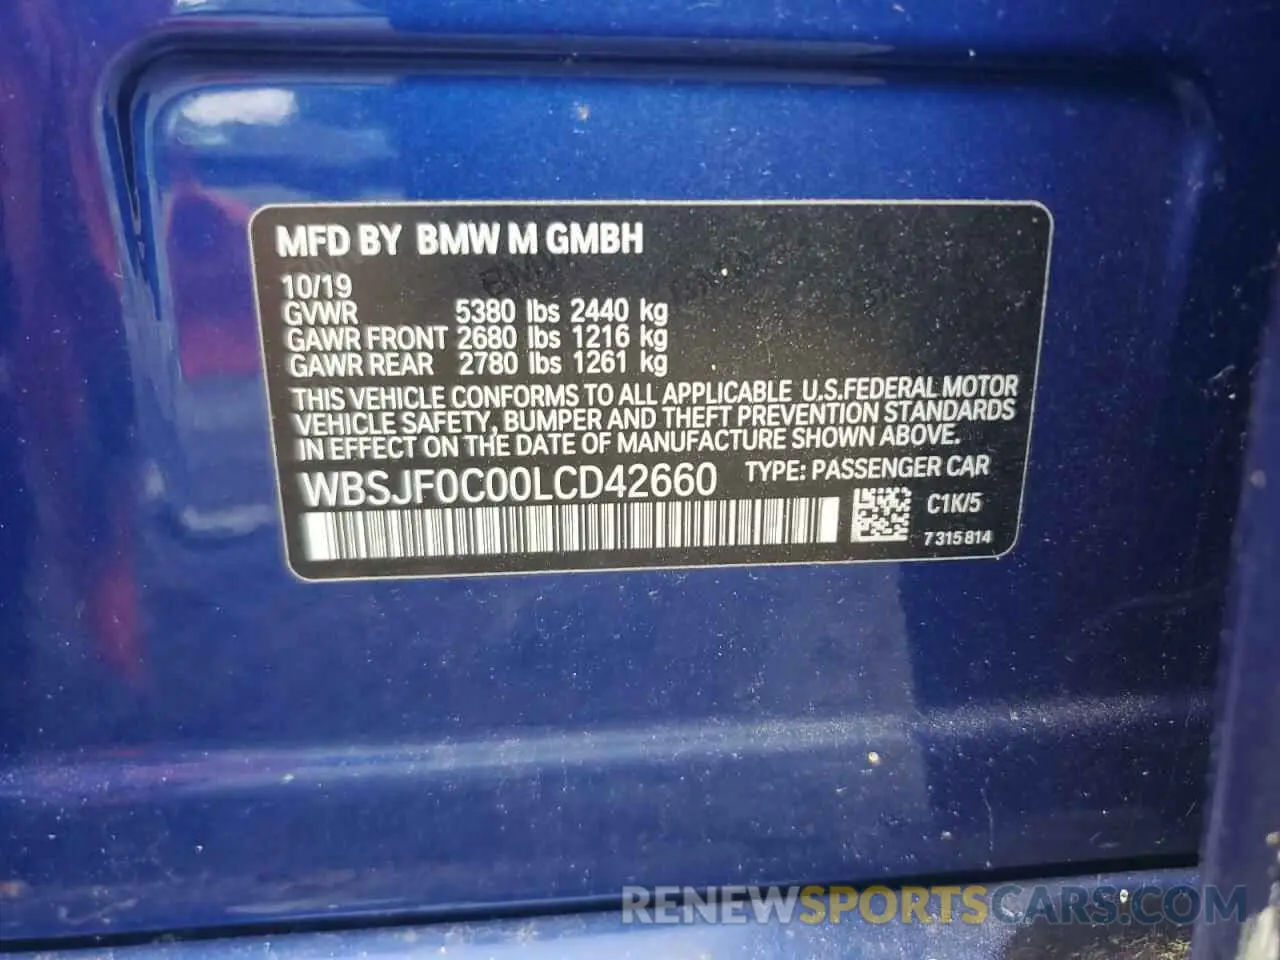 MFD BY BMW M GMBH
10/19
GVWR 5380 lbs 2440 kg
GAWR FRONT 2680 lbs 1216 kg
GAWR REAR 2780 lbs 1261 kg
THIS VEHICLE CONFORMS TO ALL APPLICABLE U.S.FEDERAL MOTOR
VEHICLE SAFETY, BUMPER AND THEFT PREVENTION STANDARDS
IN EFFECT ON THE DATE OF MANUFACTURE SHOWN ABOVE.
WBSJF0C00LCD42660 TYPE: PASSENGER CAR
C1K/5
7315814
RENEWSPORTSCARS.COM